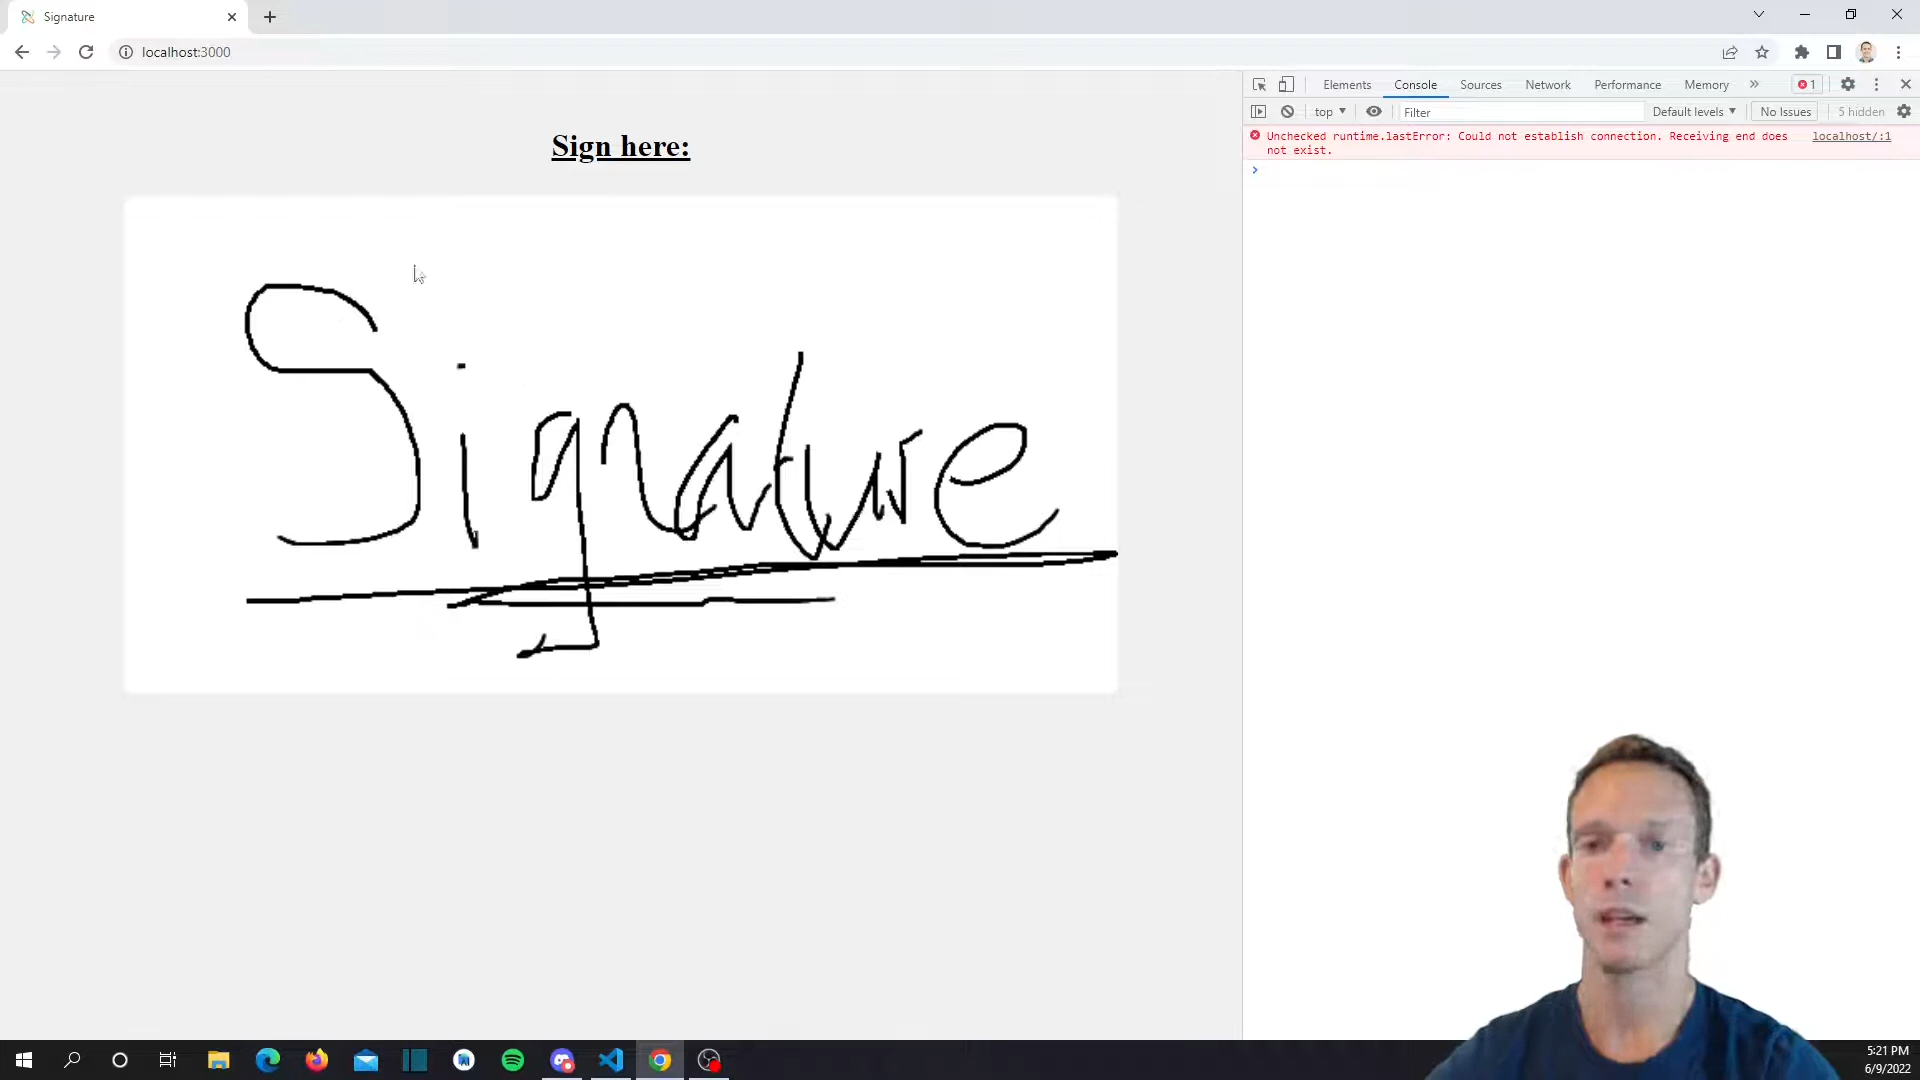 Signature
localhost:3000
Elements Console Sources Network Performance Memory 1
top Filter Default levels No Issues 5 hidden
Unchecked runtime.lastError: Could not establish connection. Receiving end does not exist. localhost/:1
Sign here:
Signature
5:21 PM
6/9/2022